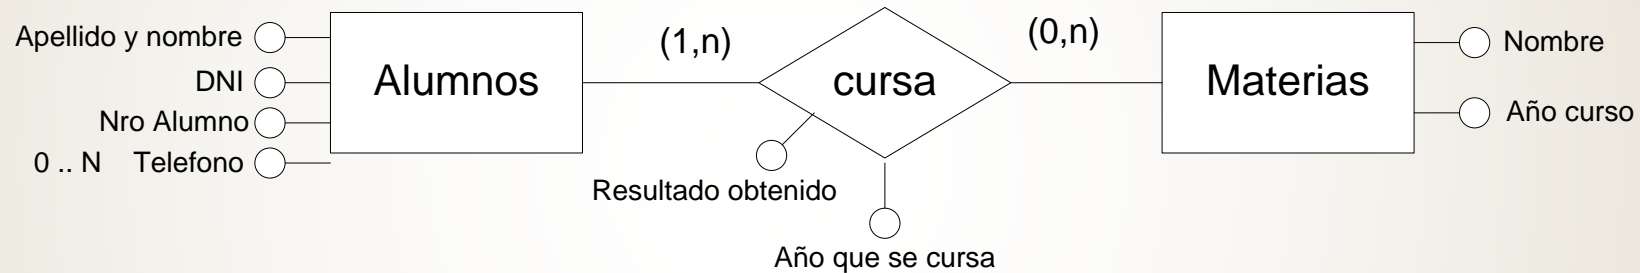 Apellido y nombre
DNI
Nro Alumno
0 .. N Telefono
Alumnos
(1,n)
cursa
(0,n)
Materias
Nombre
Año curso
Resultado obtenido
Año que se cursa